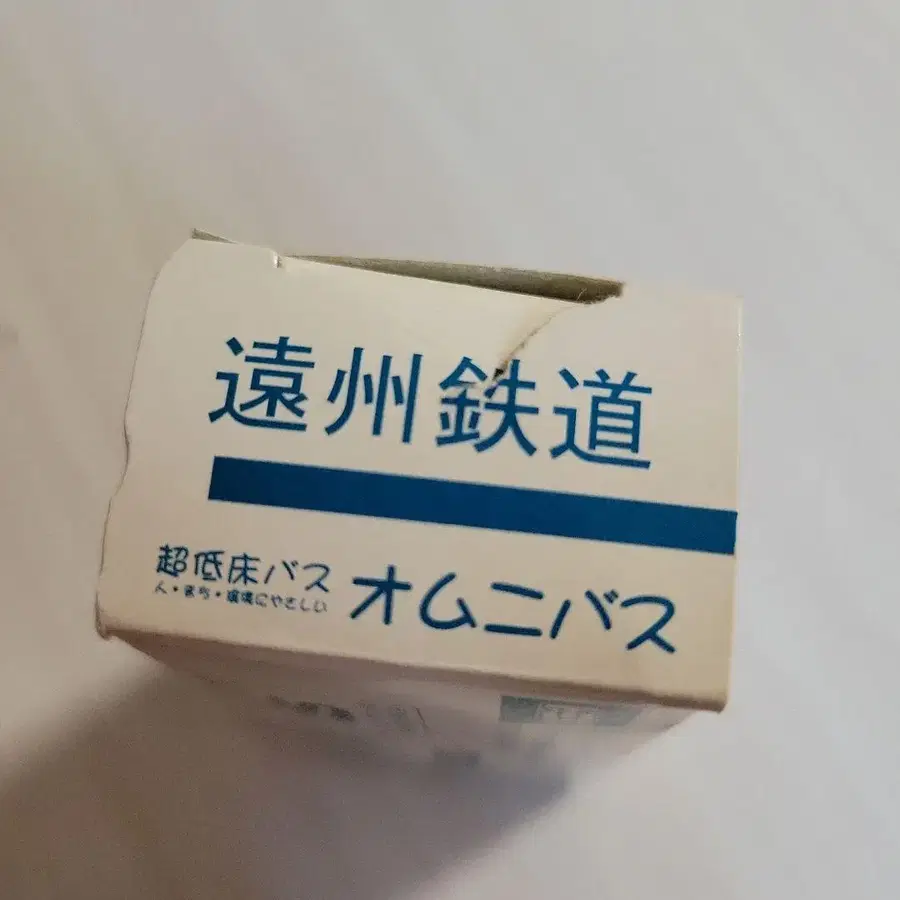 遠州鉄道
超低床バス
人・まち・環境にやさしい
オムニバス